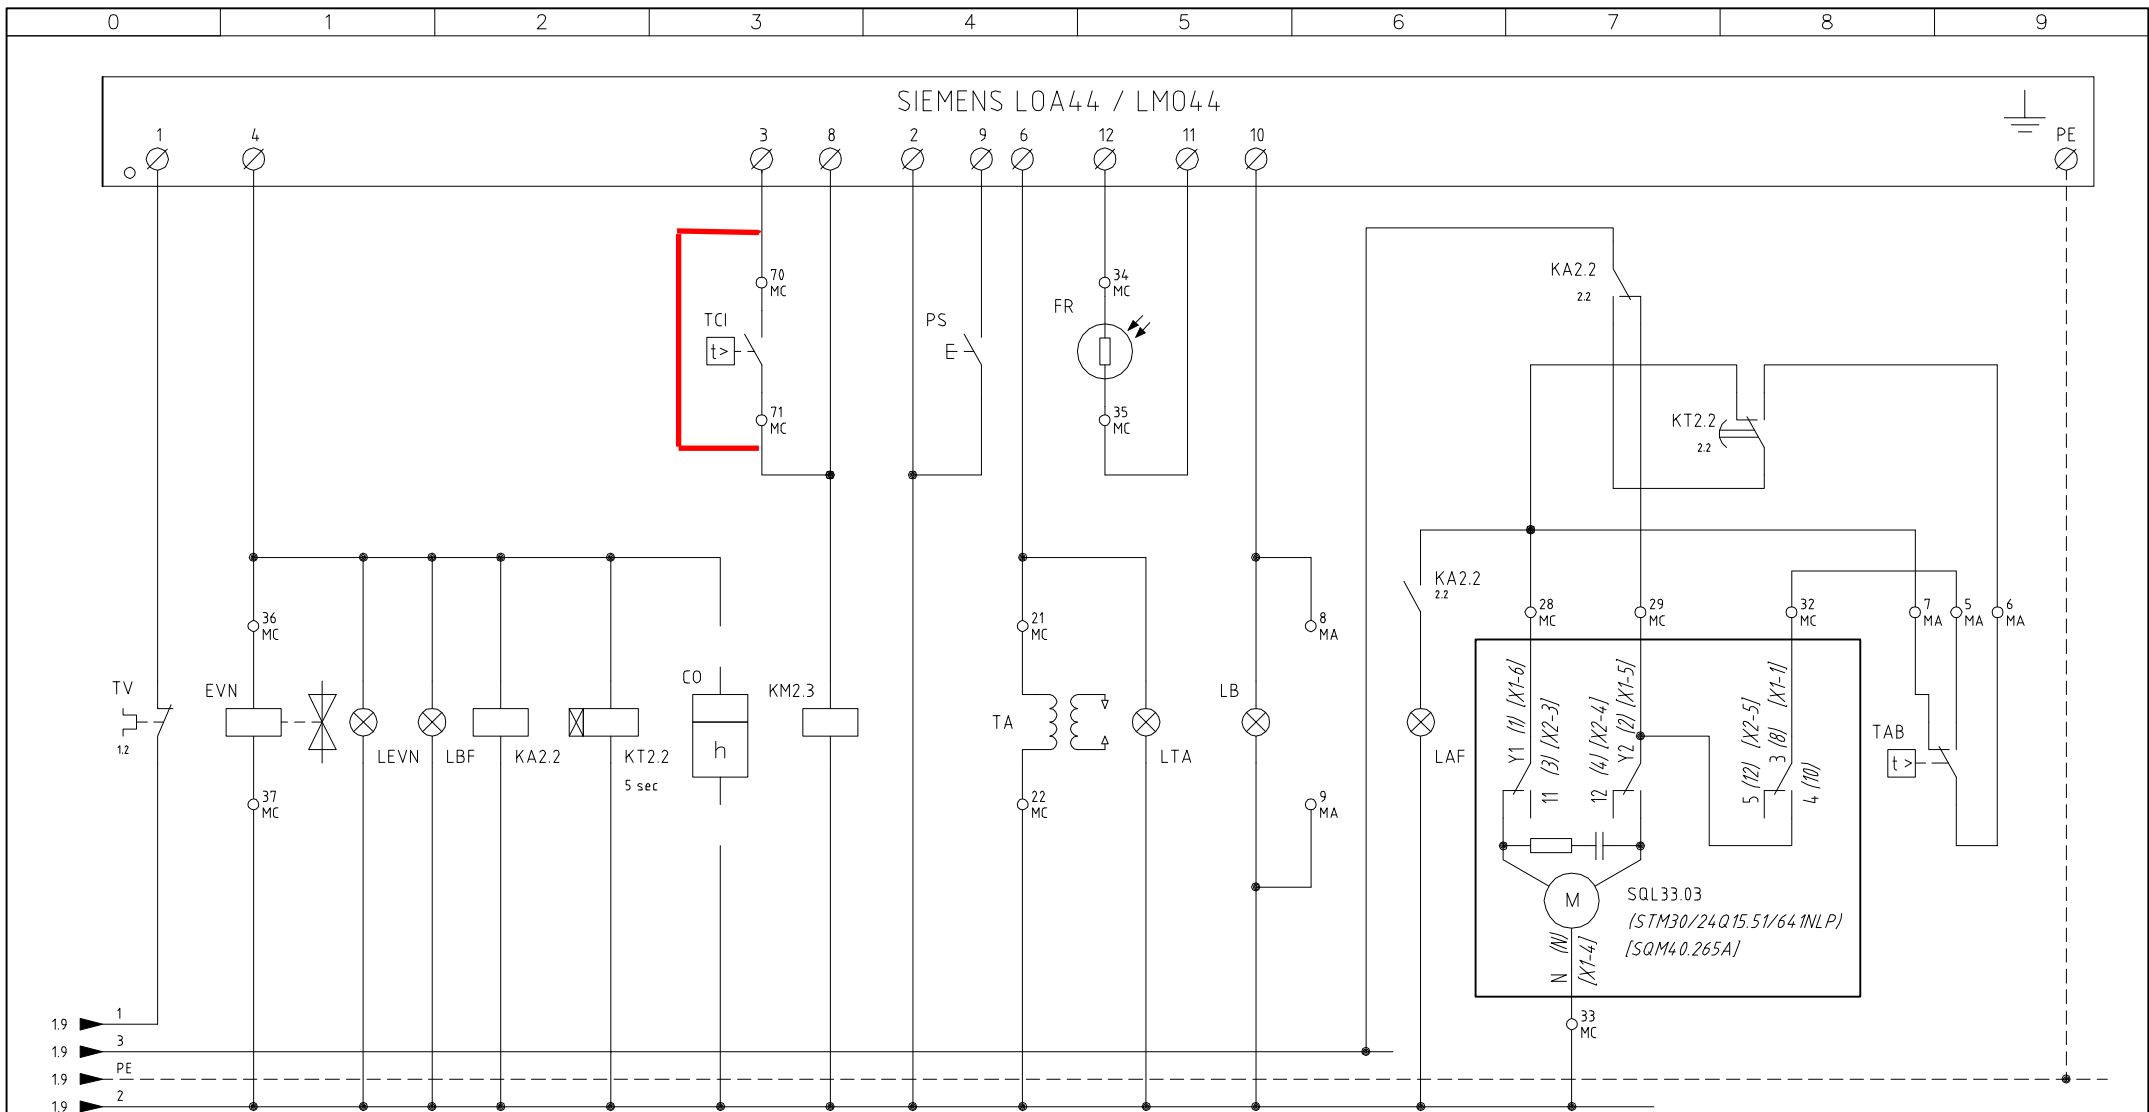 0 1 2 3 4 5 6 7 8 9
SIEMENS LOA44 / LMO44
1 4 3 8 2 9 6 12 11 10 PE
KA2.2
2.2
70
MC
34
MC
FR
TCI
t>
PS
E
71
MC
35
MC
KT2.2
2.2
KA2.2
2.2
36
MC
21
MC
8
MA
28
MC
29
MC
32
MC
7
MA
5
MA
6
MA
TV
1.2
EVN
LEVN
LBF
KA2.2
KT2.2
5 sec
CO
h
KM2.3
TA
LTA
LB
LAF
Y1 (1) [X1-6]
11 (3) [X2-3]
12 (4) [X2-4]
Y2 (2) [X1-5]
5 (12) [X2-5]
3 (8) [X1-1]
4 (10)
TAB
t>
37
MC
22
MC
9
MA
M
SQL33.03
(STM30/24Q15.51/641NLP)
[SQM40.265A]
N (N)
[X1-4]
33
MC
1.9 1
1.9 3
1.9 PE
1.9 2